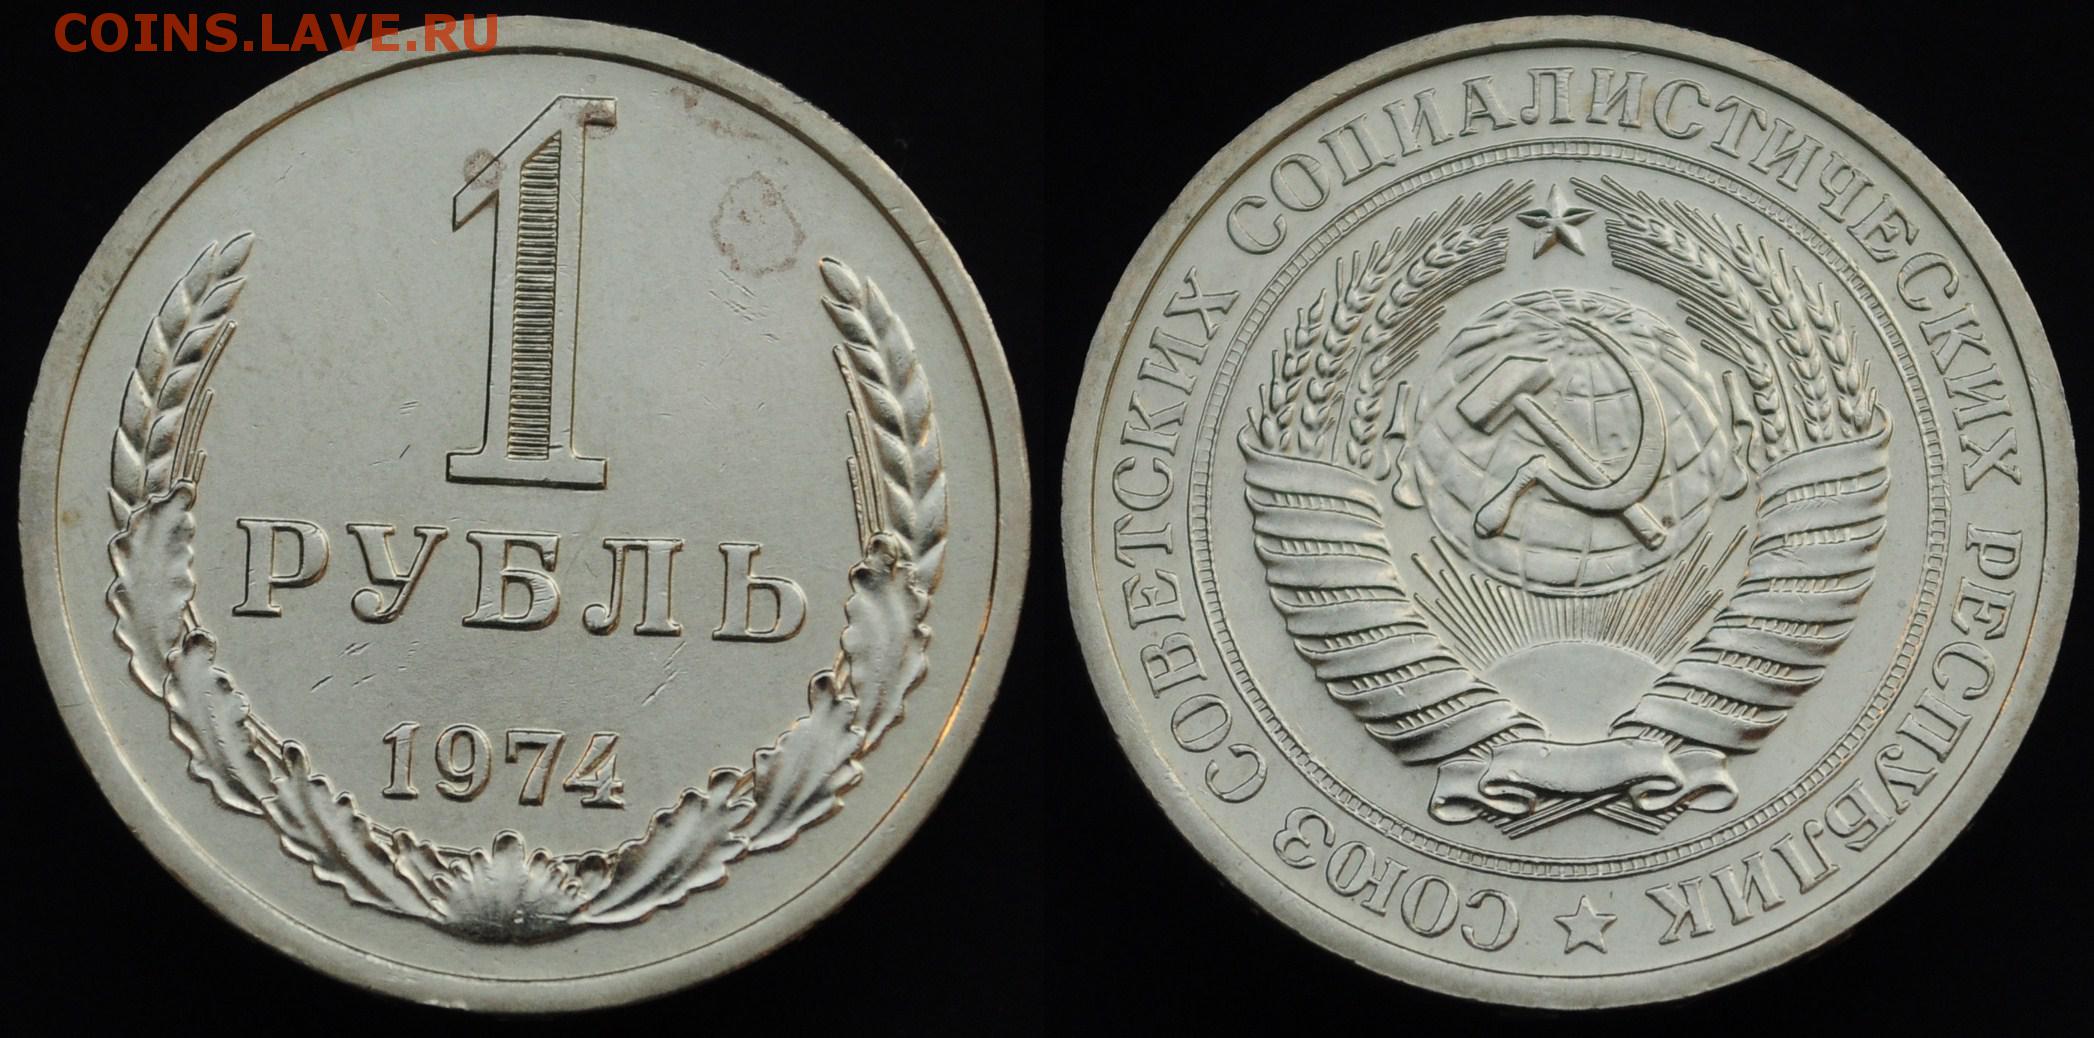 COINS.LAVE.RU
1
РУБЛЬ
1974
СОЮЗ СОВЕТСКИХ СОЦИАЛИСТИЧЕСКИХ РЕСПУБЛИК